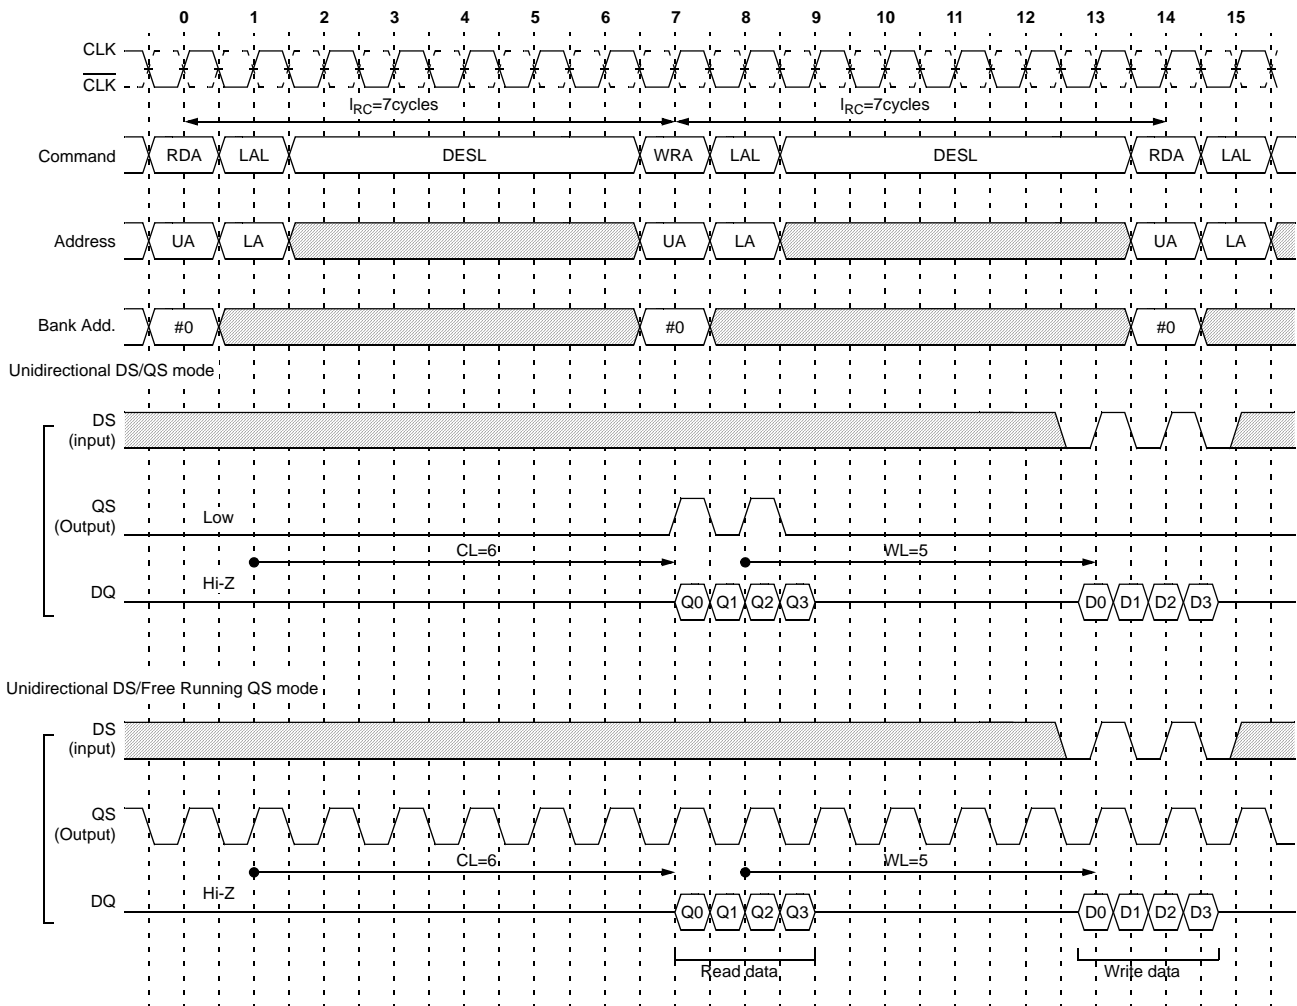 0 1 2 3 4 5 6 7 8 9 10 11 12 13 14 15
CLK
CLK
IRC=7cycles IRC=7cycles
Command RDA LAL DESL WRA LAL DESL RDA LAL
Address UA LA UA LA UA LA
Bank Add. #0 #0 #0
Unidirectional DS/QS mode
DS
(input)
QS
(Output) Low
CL=6 WL=5
DQ Hi-Z Q0 Q1 Q2 Q3 D0 D1 D2 D3
Unidirectional DS/Free Running QS mode
DS
(input)
QS
(Output)
CL=6 WL=5
DQ Hi-Z Q0 Q1 Q2 Q3 D0 D1 D2 D3
Read data Write data